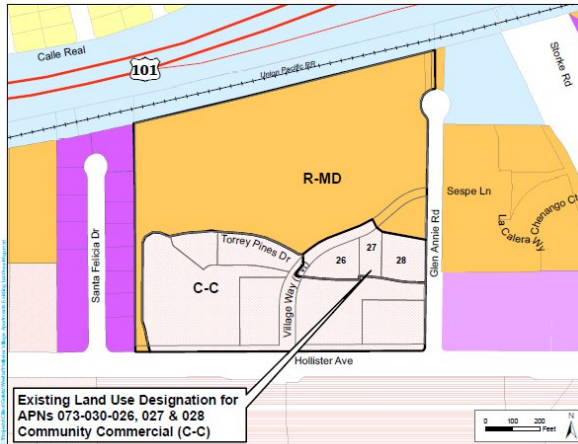 Calle Real
101
Union Pacific RR
Storke Rd
R-MD
Sespe Ln
La Calera Wy
Chenango Ct
Glen Annie Rd
Santa Felicia Dr
Torrey Pines Dr
27
26
28
C-C
Village Way
Hollister Ave
Existing Land Use Designation for
APNs 073-030-026, 027 & 028
Community Commercial (C-C)
0 100 200
Feet
N